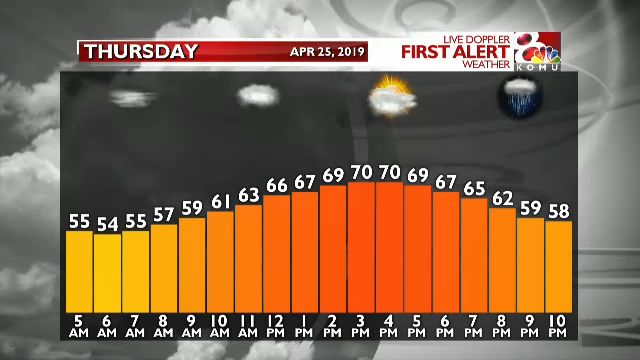 THURSDAY
APR 25, 2019
LIVE DOPPLER
FIRST ALERT
WEATHER
8
KOMU
55 54 55 57 59 61 63 66 67 69 70 70 69 67 65 62 59 58
5 6 7 8 9 10 11 12 1 2 3 4 5 6 7 8 9 10
AM AM AM AM AM AM AM PM PM PM PM PM PM PM PM PM PM PM